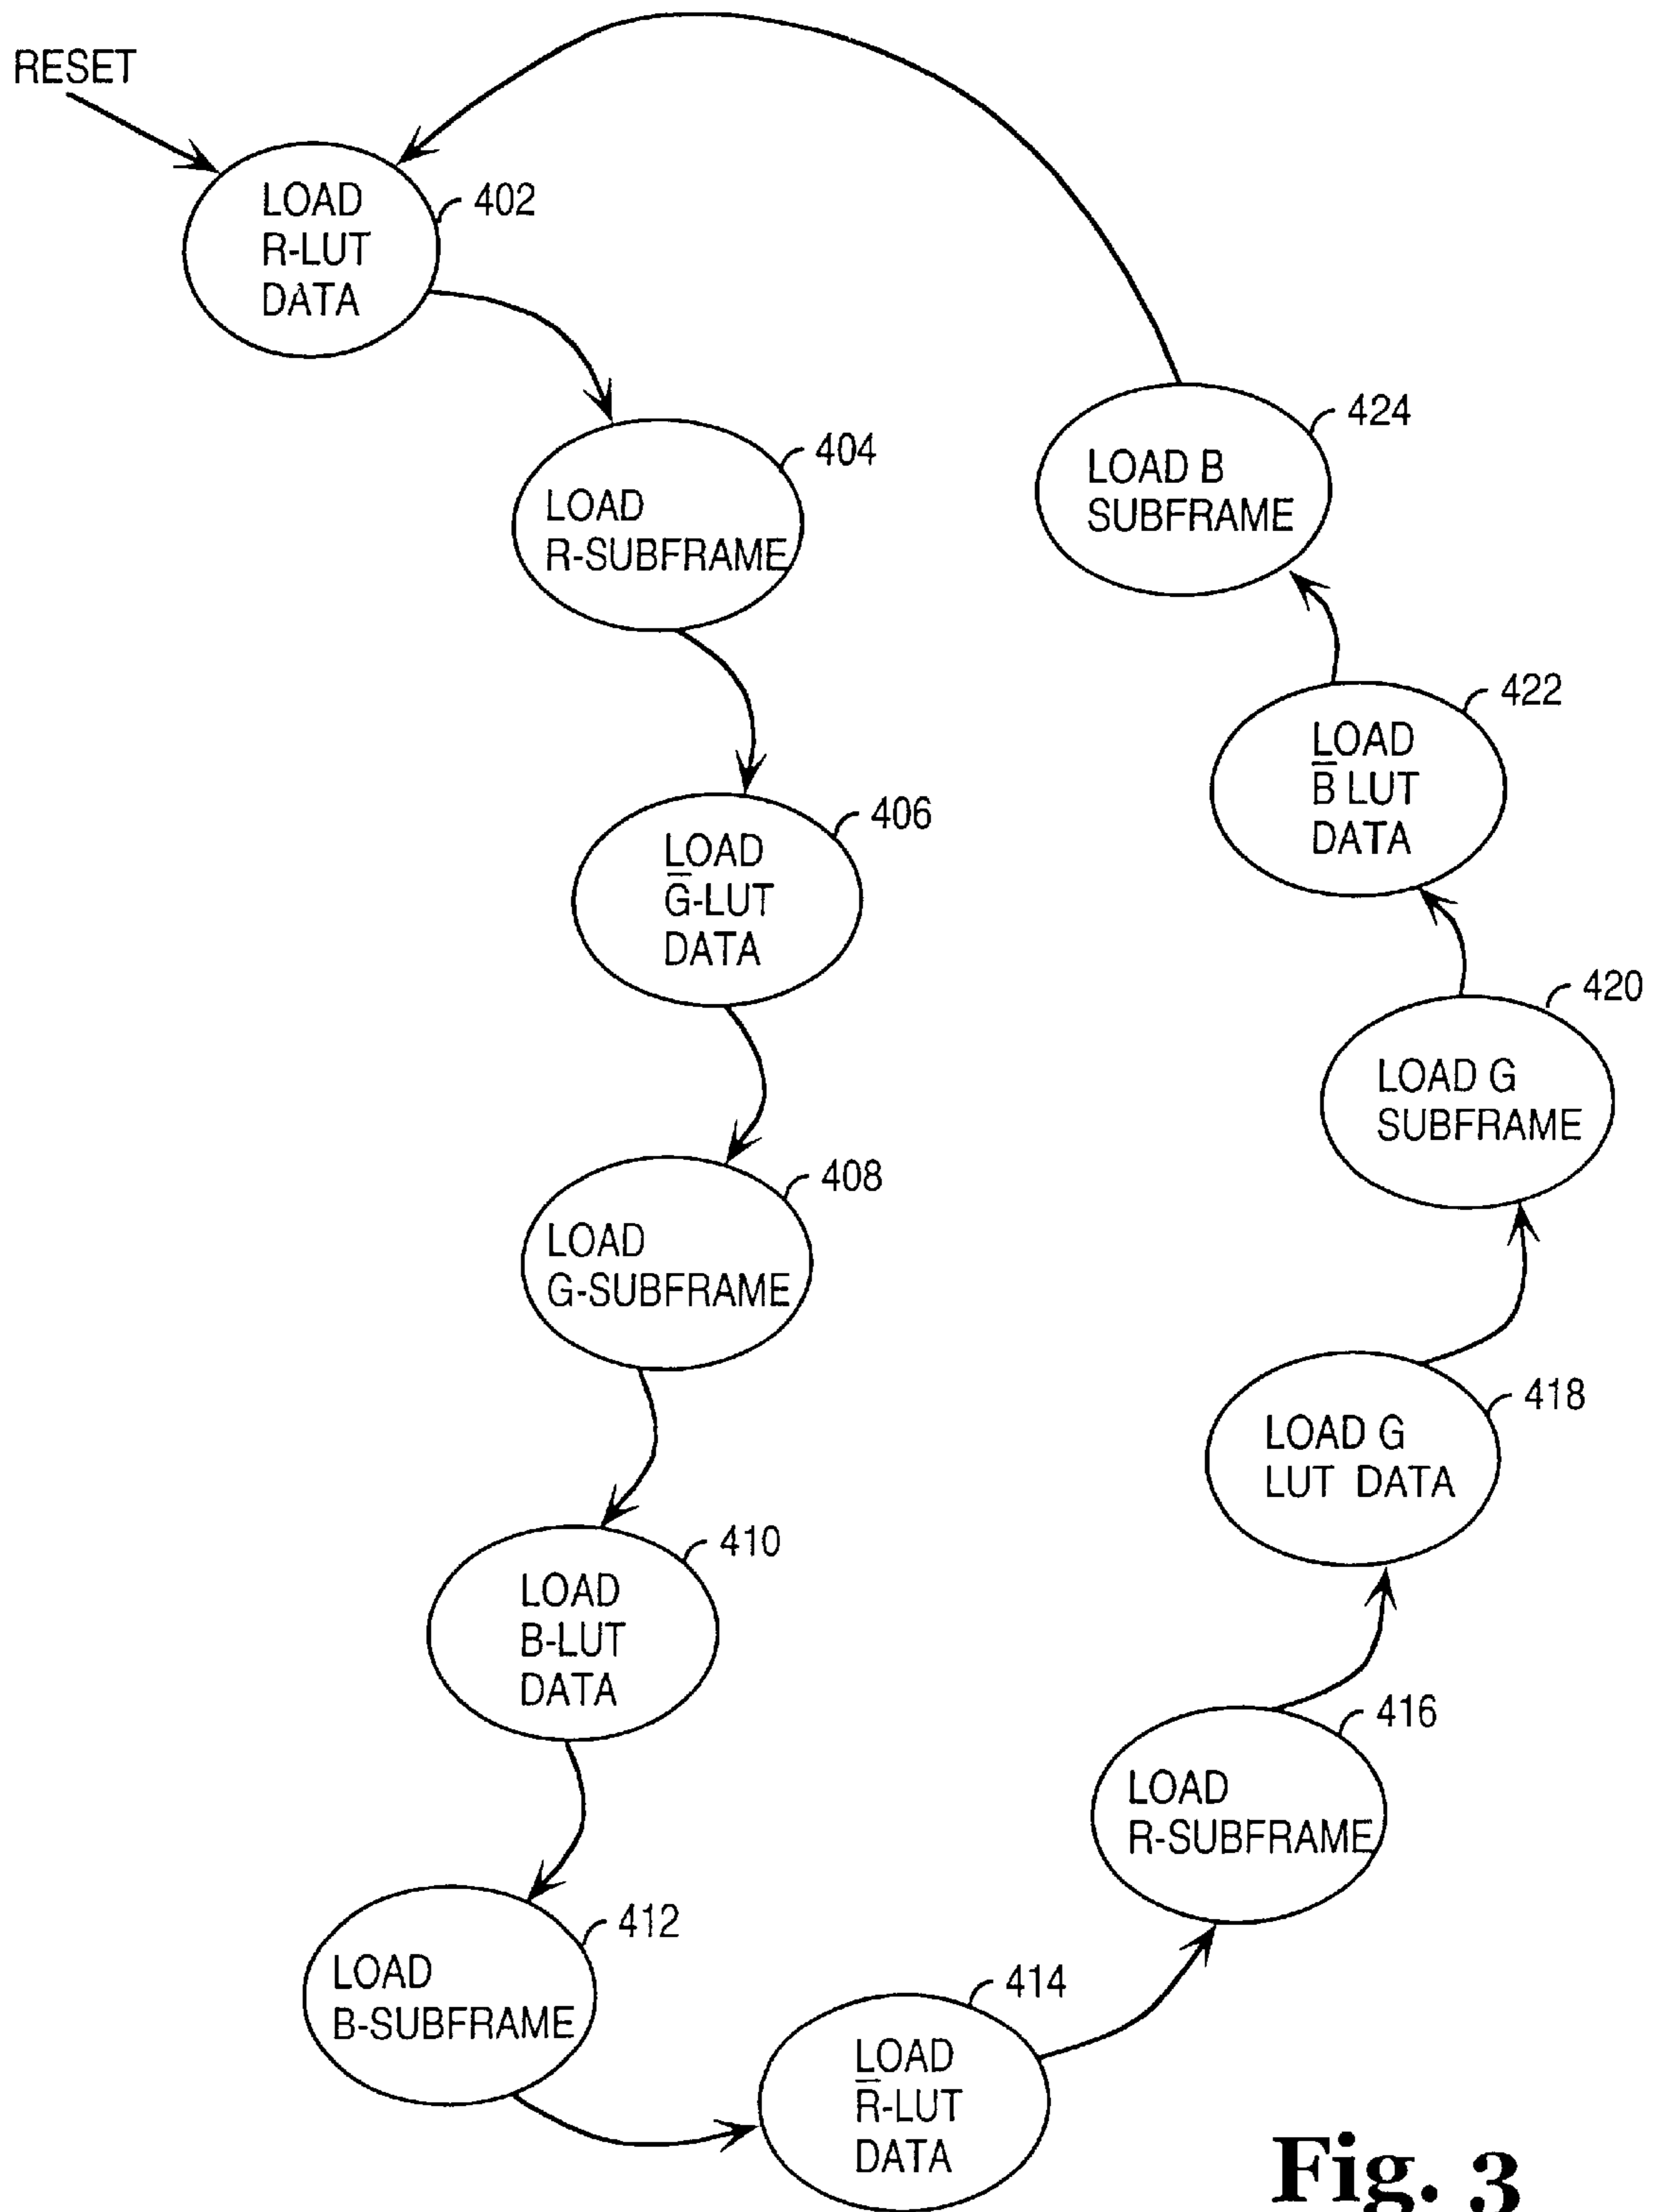 RESET
LOAD
R-LUT
DATA
402
LOAD
R-SUBFRAME
404
LOAD
G̅-LUT
DATA
406
LOAD
G-SUBFRAME
408
LOAD
B-LUT
DATA
410
LOAD
B-SUBFRAME
412
LOAD
R̅-LUT
DATA
414
LOAD
R-SUBFRAME
416
LOAD G
LUT DATA
418
LOAD G
SUBFRAME
420
LOAD
B̅ LUT
DATA
422
LOAD B
SUBFRAME
424
Fig. 3